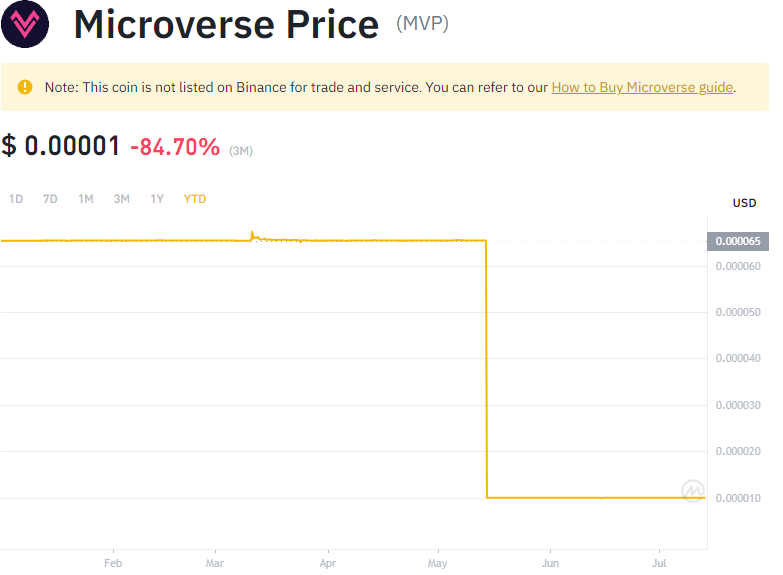 Microverse Price (MVP)
Note: This coin is not listed on Binance for trade and service. You can refer to our How to Buy Microverse guide.
$ 0.00001 -84.70% (3M)
1D 7D 1M 3M 1Y YTD
USD
0.000065
0.000060
0.000050
0.000040
0.000030
0.000020
0.000010
Feb Mar Apr May Jun Jul